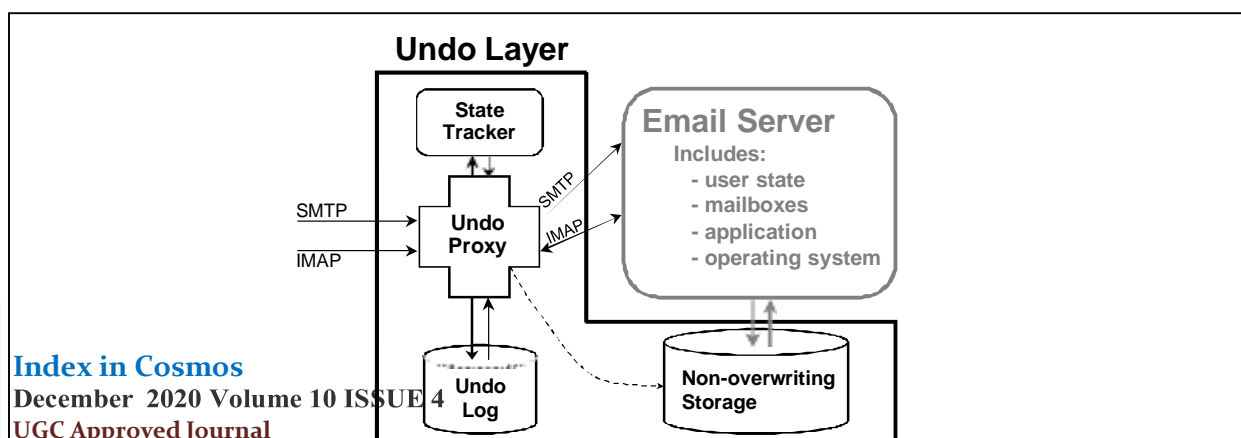 Undo Layer
State
Tracker
Email Server
Includes:
- user state
- mailboxes
- application
- operating system
SMTP
IMAP
SMTP
IMAP
Undo
Proxy
Undo
Log
Non-overwriting
Storage
Index in Cosmos
December 2020 Volume 10 ISSUE 4
UGC Approved Journal